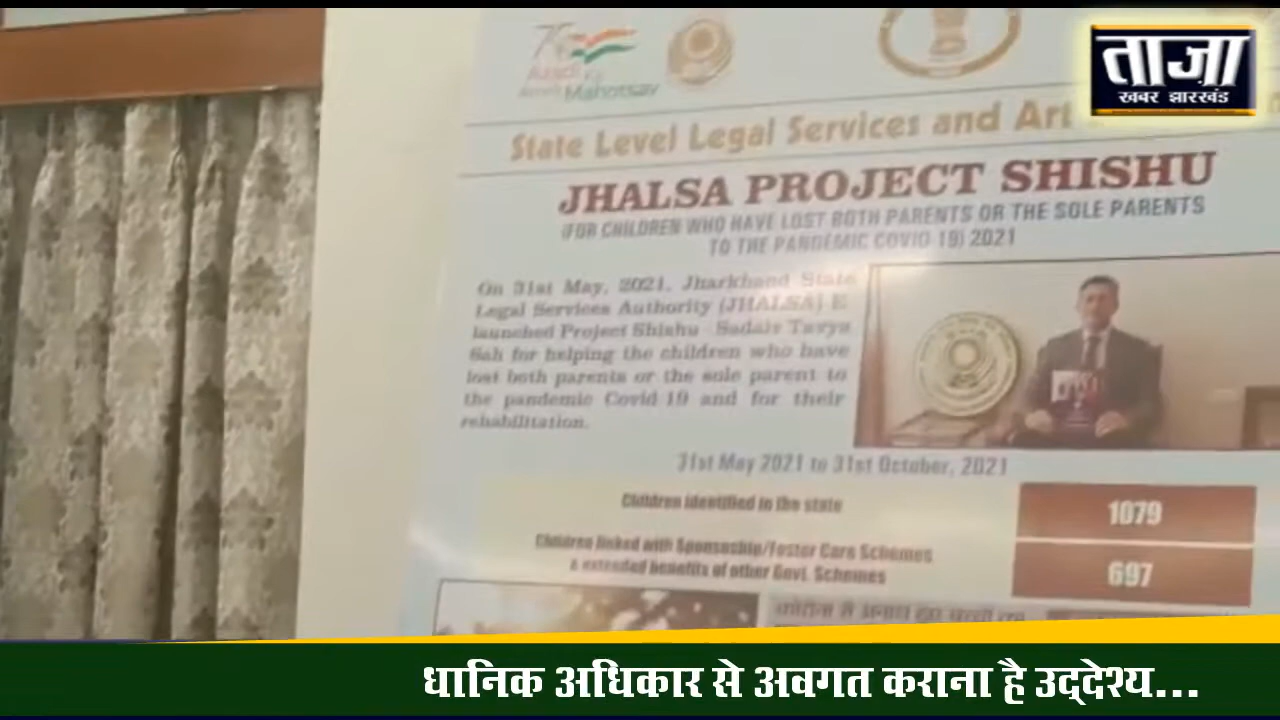 ताज़ा
खबर झारखंड
Azadi Ka
Mahotsav
State Level Legal Services and Art
JHALSA PROJECT SHISHU
(FOR CHILDREN WHO HAVE LOST BOTH PARENTS OR THE SOLE PARENTS
TO THE PANDEMIC COVID 19) 2021
On 31st May, 2021, Jharkhand State
Legal Services Authority (JHALSA)
launched Project Shishu
Sah for helping the children who have
lost both parents or the sole parent to
the pandemic Covid 19 and for their
rehabilitation.
31st May 2021 to 31st October, 2021
Children identified in the state
1079
Children linked with Sponsuship/Foster Care Schemes
& extended benefits of other Govt. Schemes
697
धानिक अधिकार से अवगत कराना है उद्देश्य...